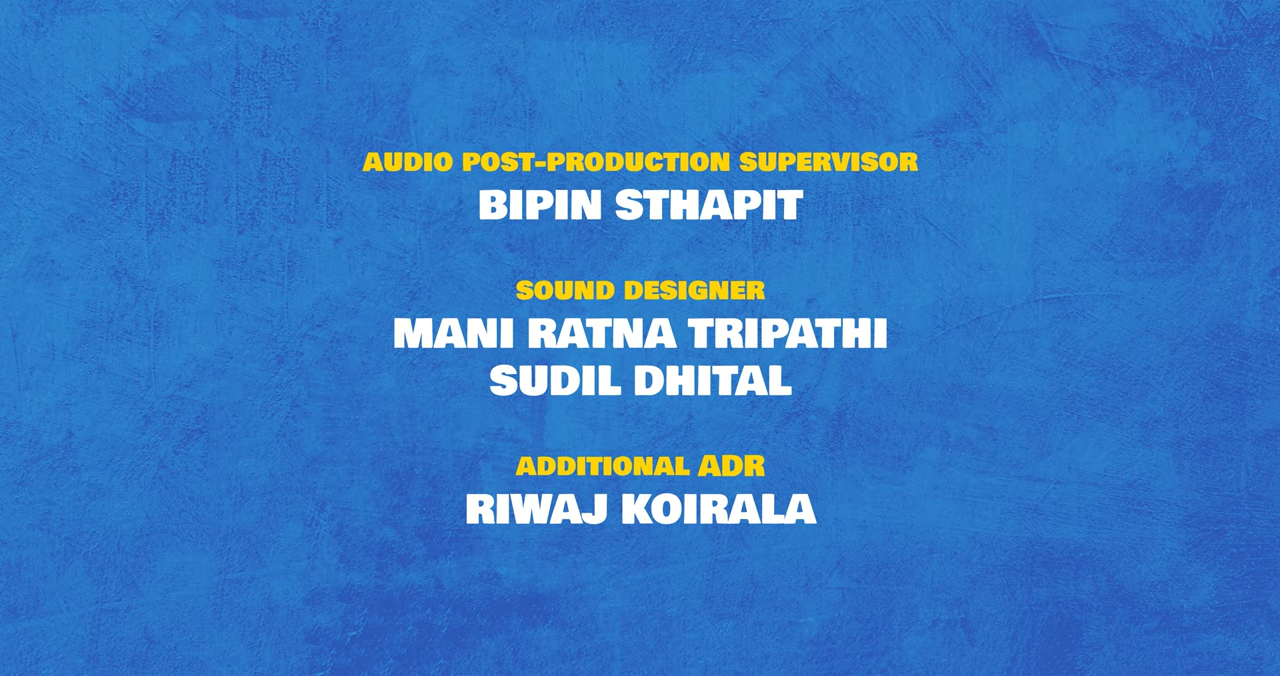 AUDIO POST-PRODUCTION SUPERVISOR
BIPIN STHAPIT
SOUND DESIGNER
MANI RATNA TRIPATHI
SUDIL DHITAL
ADDITIONAL ADR
RIWAJ KOIRALA